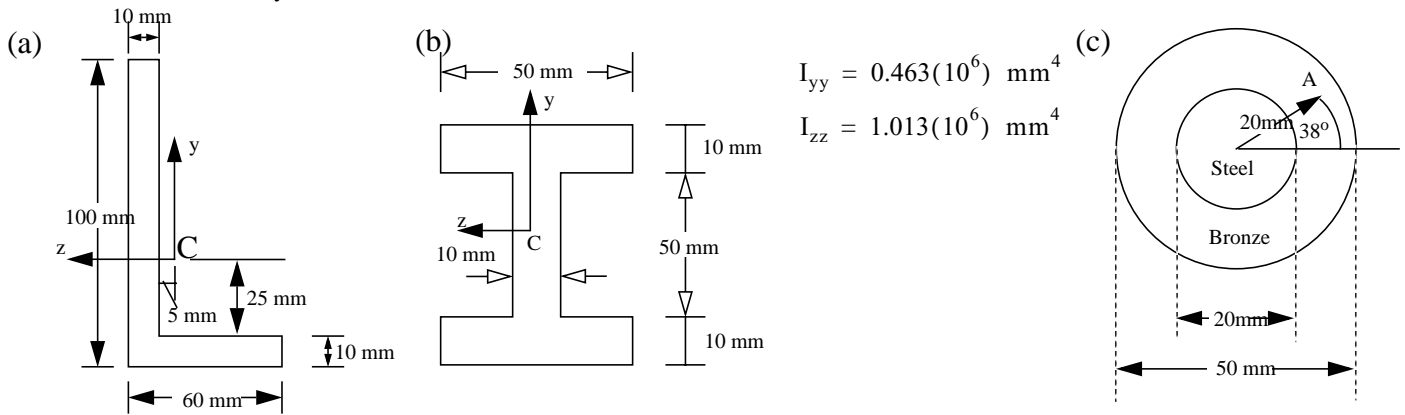 (a)
10 mm
100 mm
y
z
C
25 mm
5 mm
10 mm
60 mm
(b)
50 mm
y
10 mm
z
C
10 mm
50 mm
10 mm
I_yy = 0.463(10^6) mm^4
I_zz = 1.013(10^6) mm^4
(c)
A
20mm
38^o
Steel
Bronze
20mm
50 mm